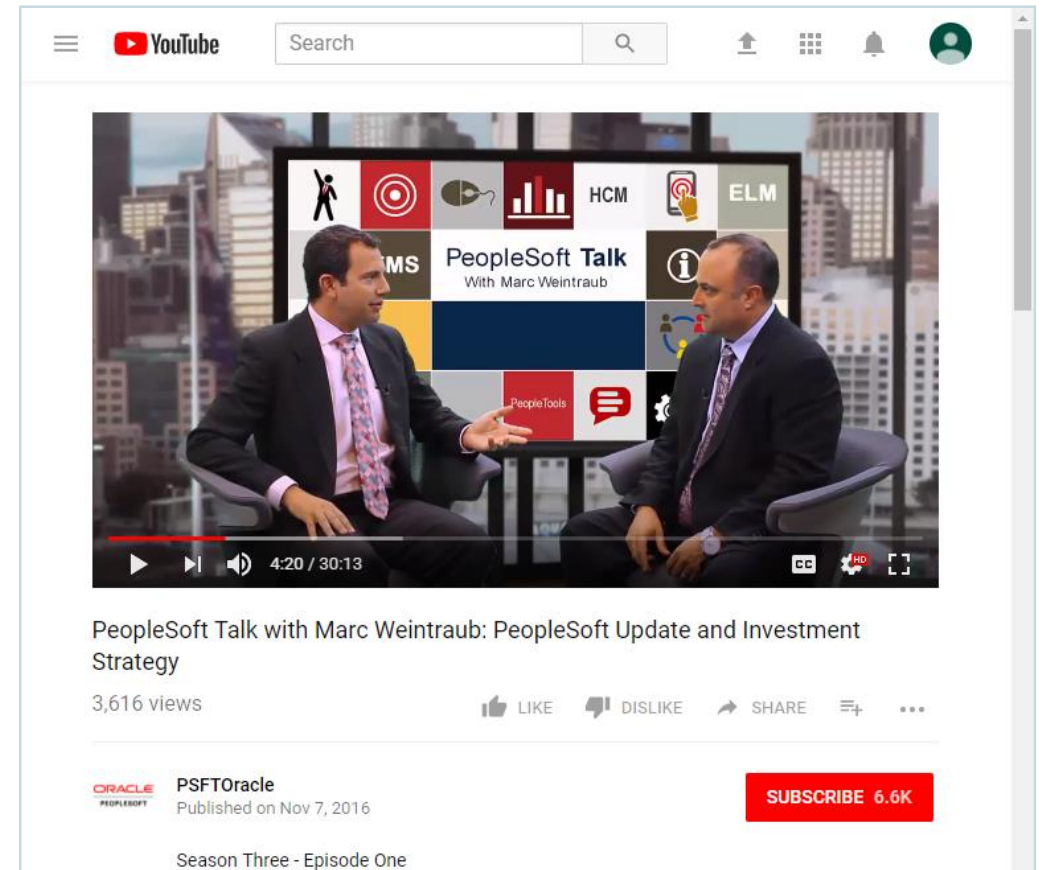 YouTube
Search
HCM
ELM
MS
PeopleSoft Talk
With Marc Weintraub
PeopleTools
4:20 / 30:13
CC
HD
PeopleSoft Talk with Marc Weintraub: PeopleSoft Update and Investment
Strategy
3,616 views
LIKE
DISLIKE
SHARE
ORACLE
PEOPLESOFT
PSFTOracle
Published on Nov 7, 2016
SUBSCRIBE 6.6K
Season Three - Episode One